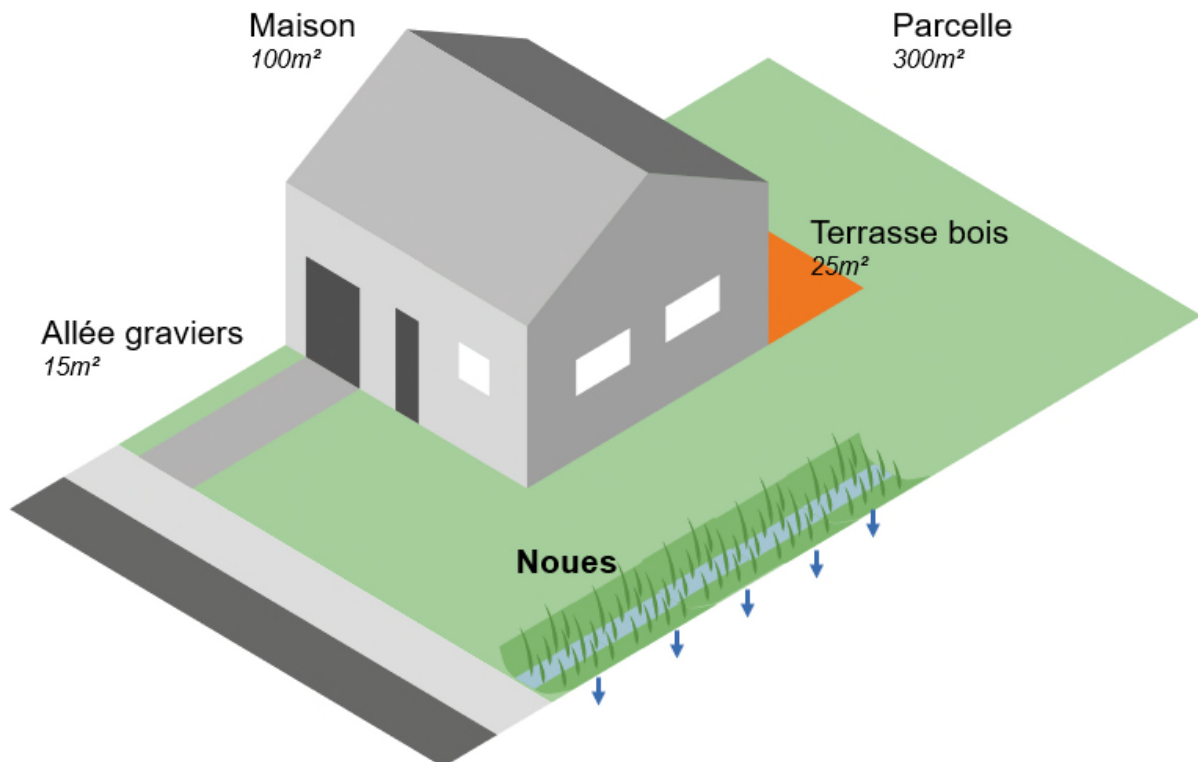 Maison
100m²
Parcelle
300m²
Terrasse bois
25m²
Allée graviers
15m²
Noues